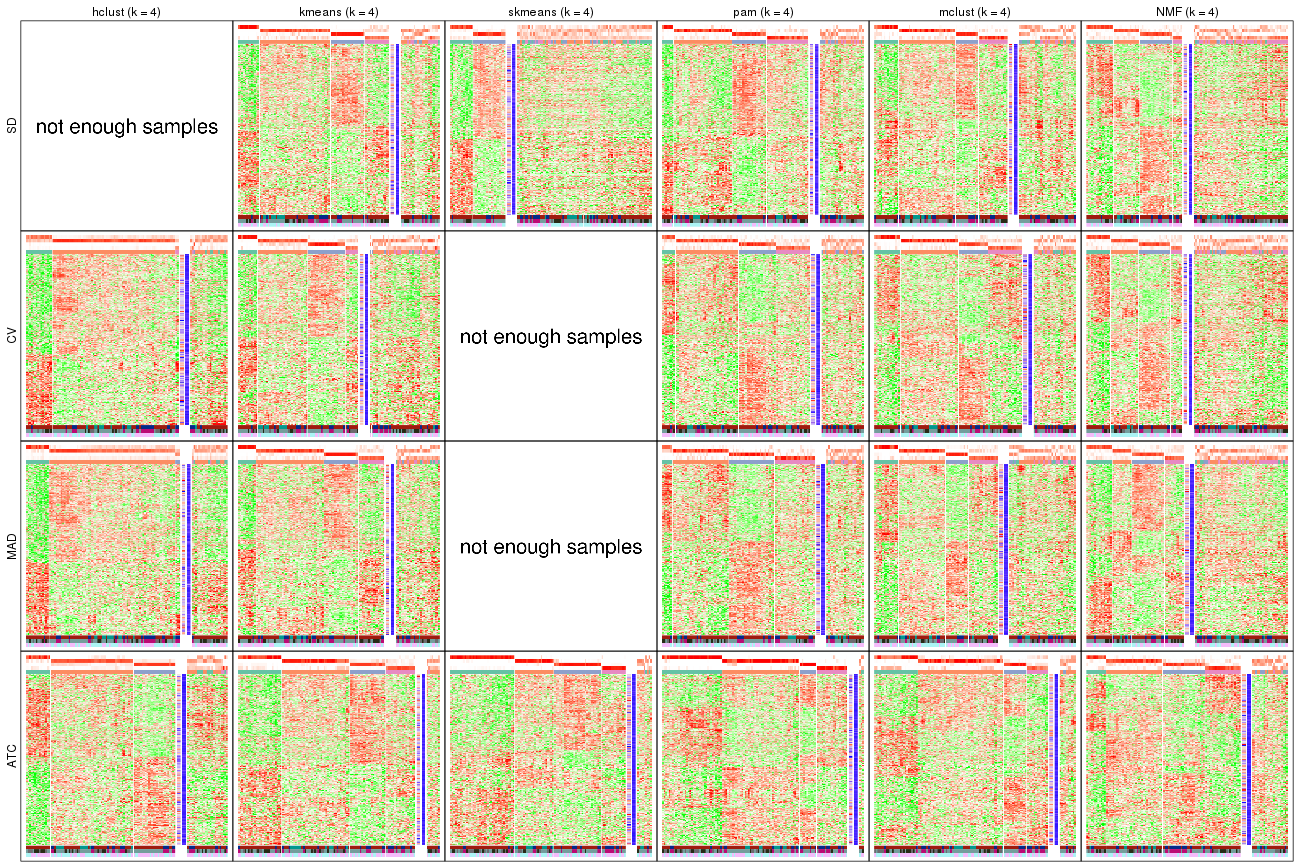 hclust (k = 4) kmeans (k = 4) skmeans (k = 4) pam (k = 4) mclust (k = 4) NMF (k = 4)
SD
not enough samples
CV
not enough samples
MAD
not enough samples
ATC